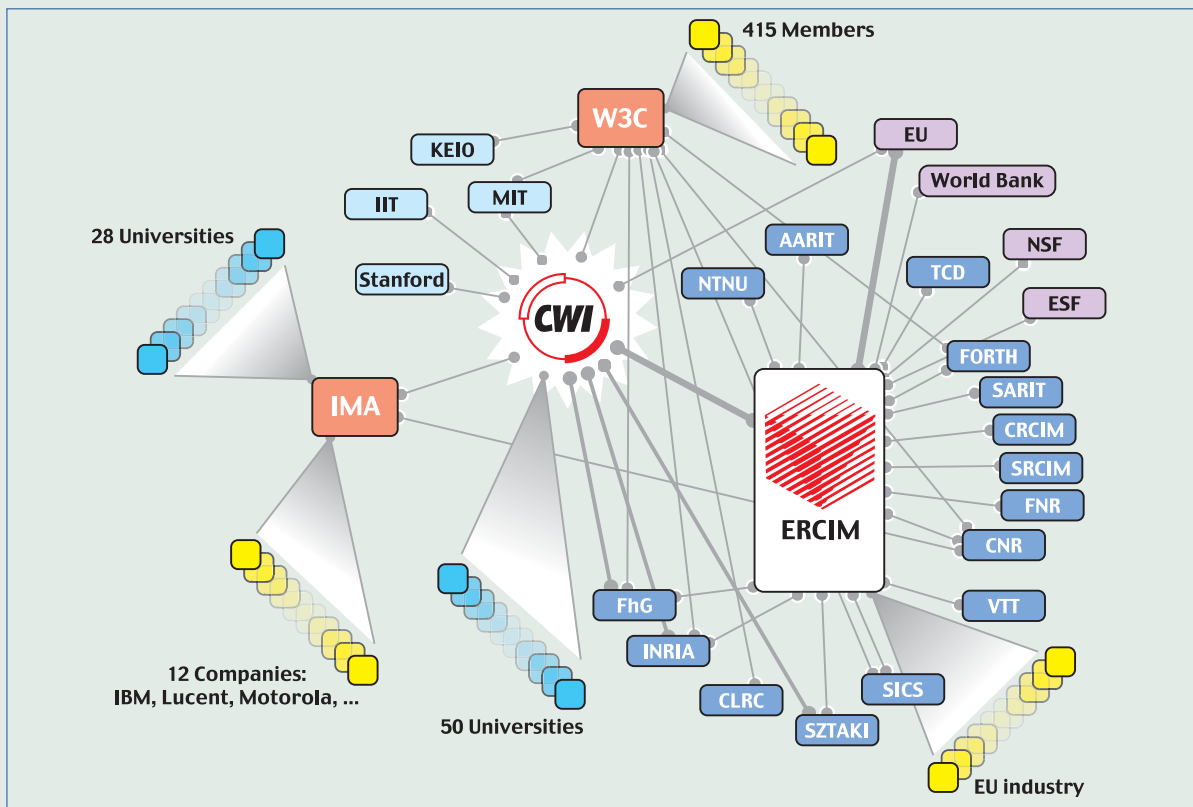 415 Members
W3C
EU
KEIO
World Bank
IIT
MIT
28 Universities
AARIT
NSF
TCD
Stanford
NTNU
ESF
CWI
FORTH
SARIT
IMA
CRCIM
SRCIM
FNR
ERCIM
CNR
FhG
VTT
INRIA
12 Companies:
IBM, Lucent, Motorola, ...
SICS
CLRC
50 Universities
SZTAKI
EU industry